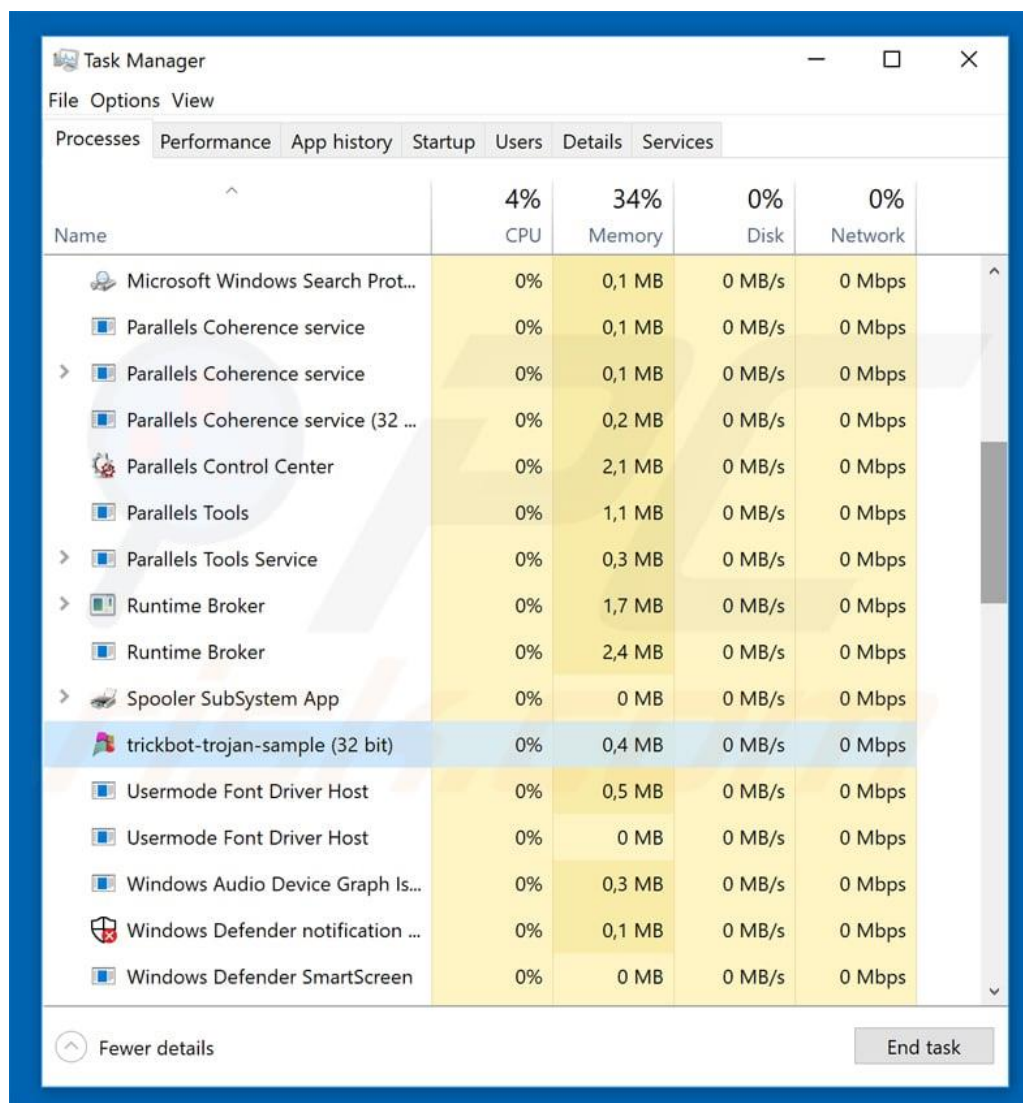 Task Manager
File Options View
Processes Performance App history Startup Users Details Services
4% 34% 0% 0%
Name CPU Memory Disk Network
Microsoft Windows Search Prot... 0% 0,1 MB 0 MB/s 0 Mbps
Parallels Coherence service 0% 0,1 MB 0 MB/s 0 Mbps
Parallels Coherence service 0% 0,1 MB 0 MB/s 0 Mbps
Parallels Coherence service (32 ... 0% 0,2 MB 0 MB/s 0 Mbps
Parallels Control Center 0% 2,1 MB 0 MB/s 0 Mbps
Parallels Tools 0% 1,1 MB 0 MB/s 0 Mbps
Parallels Tools Service 0% 0,3 MB 0 MB/s 0 Mbps
Runtime Broker 0% 1,7 MB 0 MB/s 0 Mbps
Runtime Broker 0% 2,4 MB 0 MB/s 0 Mbps
Spooler SubSystem App 0% 0 MB 0 MB/s 0 Mbps
trickbot-trojan-sample (32 bit) 0% 0,4 MB 0 MB/s 0 Mbps
Usermode Font Driver Host 0% 0,5 MB 0 MB/s 0 Mbps
Usermode Font Driver Host 0% 0 MB 0 MB/s 0 Mbps
Windows Audio Device Graph Is... 0% 0,3 MB 0 MB/s 0 Mbps
Windows Defender notification ... 0% 0,1 MB 0 MB/s 0 Mbps
Windows Defender SmartScreen 0% 0 MB 0 MB/s 0 Mbps
Fewer details End task